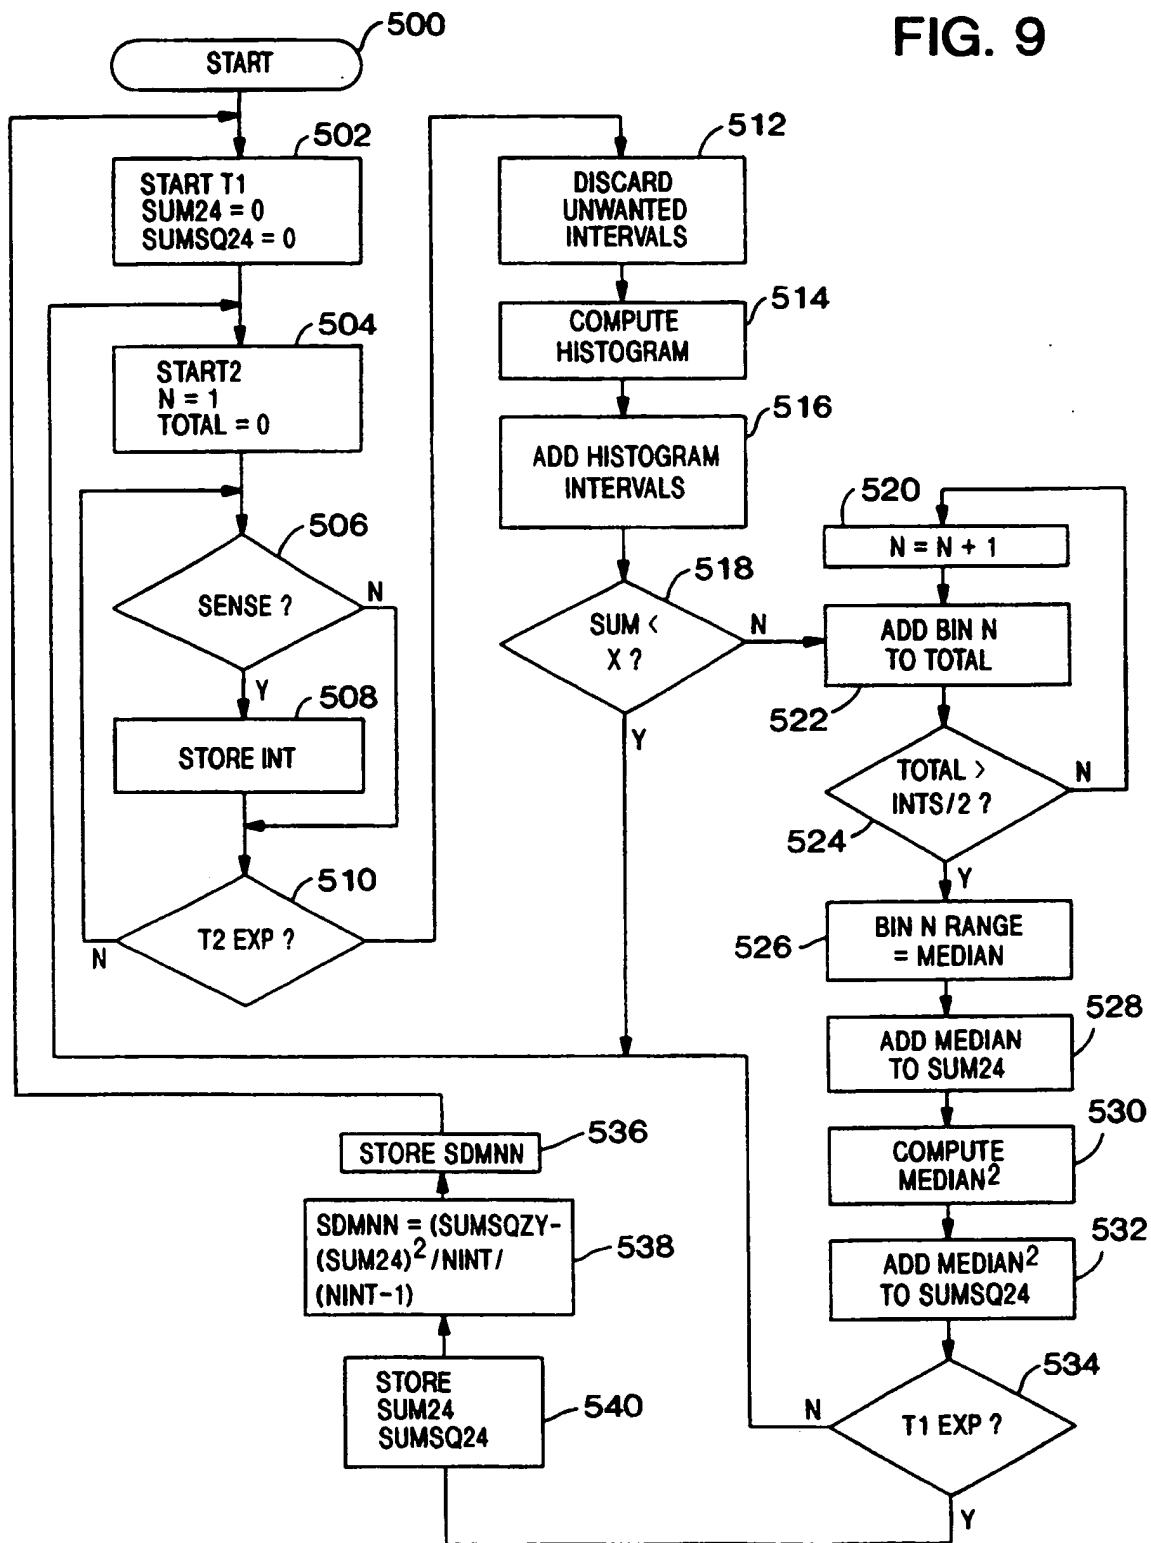 FIG. 9
500
START
502
START T1
SUM24 = 0
SUMSQ24 = 0
504
START2
N = 1
TOTAL = 0
506
SENSE ?
N
Y
508
STORE INT
510
T2 EXP ?
N
512
DISCARD
UNWANTED
INTERVALS
514
COMPUTE
HISTOGRAM
516
ADD HISTOGRAM
INTERVALS
518
SUM <
X ?
N
Y
520
N = N + 1
ADD BIN N
TO TOTAL
522
TOTAL >
INTS/2 ?
N
524
Y
BIN N RANGE
= MEDIAN
526
528
ADD MEDIAN
TO SUM24
530
COMPUTE
MEDIAN²
532
ADD MEDIAN²
TO SUMSQ24
534
T1 EXP ?
N
Y
STORE
SUM24
SUMSQ24
540
SDMNN = (SUMSQZY-
(SUM24)²/NINT/
(NINT-1)
538
STORE SDMNN
536